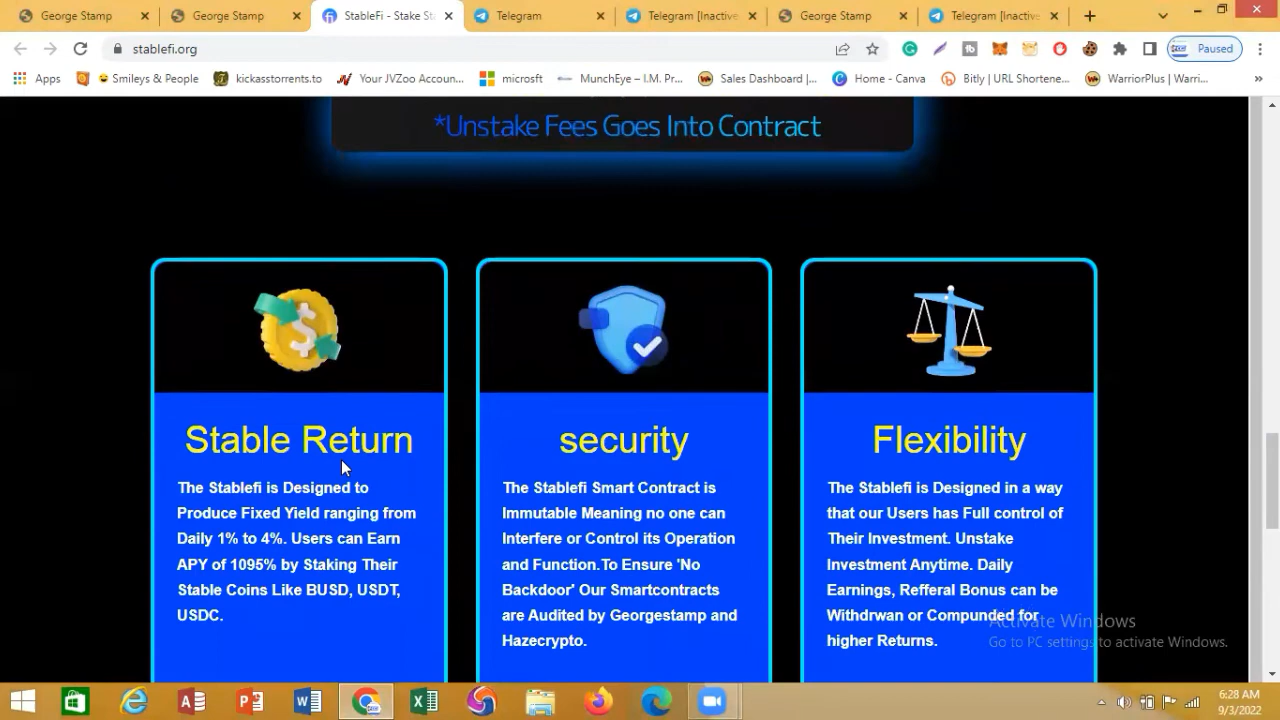 George Stamp
George Stamp
StableFi - Stake St
Telegram
Telegram [Inactive
George Stamp
Telegram [Inactive
stablefi.org
Paused
Apps
Smileys & People
kickasstorrents.to
Your JVZoo Accoun...
microsft
MunchEye – I.M. Pr...
Sales Dashboard |...
Home - Canva
Bitly | URL Shortene...
WarriorPlus | Warri...
*Unstake Fees Goes Into Contract
Stable Return
The Stablefi is Designed to
Produce Fixed Yield ranging from
Daily 1% to 4%. Users can Earn
APY of 1095% by Staking Their
Stable Coins Like BUSD, USDT,
USDC.
security
The Stablefi Smart Contract is
Immutable Meaning no one can
Interfere or Control its Operation
and Function.To Ensure 'No
Backdoor' Our Smartcontracts
are Audited by Georgestamp and
Hazecrypto.
Flexibility
The Stablefi is Designed in a way
that our Users has Full control of
Their Investment. Unstake
Investment Anytime. Daily
Earnings, Refferal Bonus can be
Withdrwan or Compunded for
higher Returns.
Activate Windows
Go to PC settings to activate Windows.
6:28 AM
9/3/2022